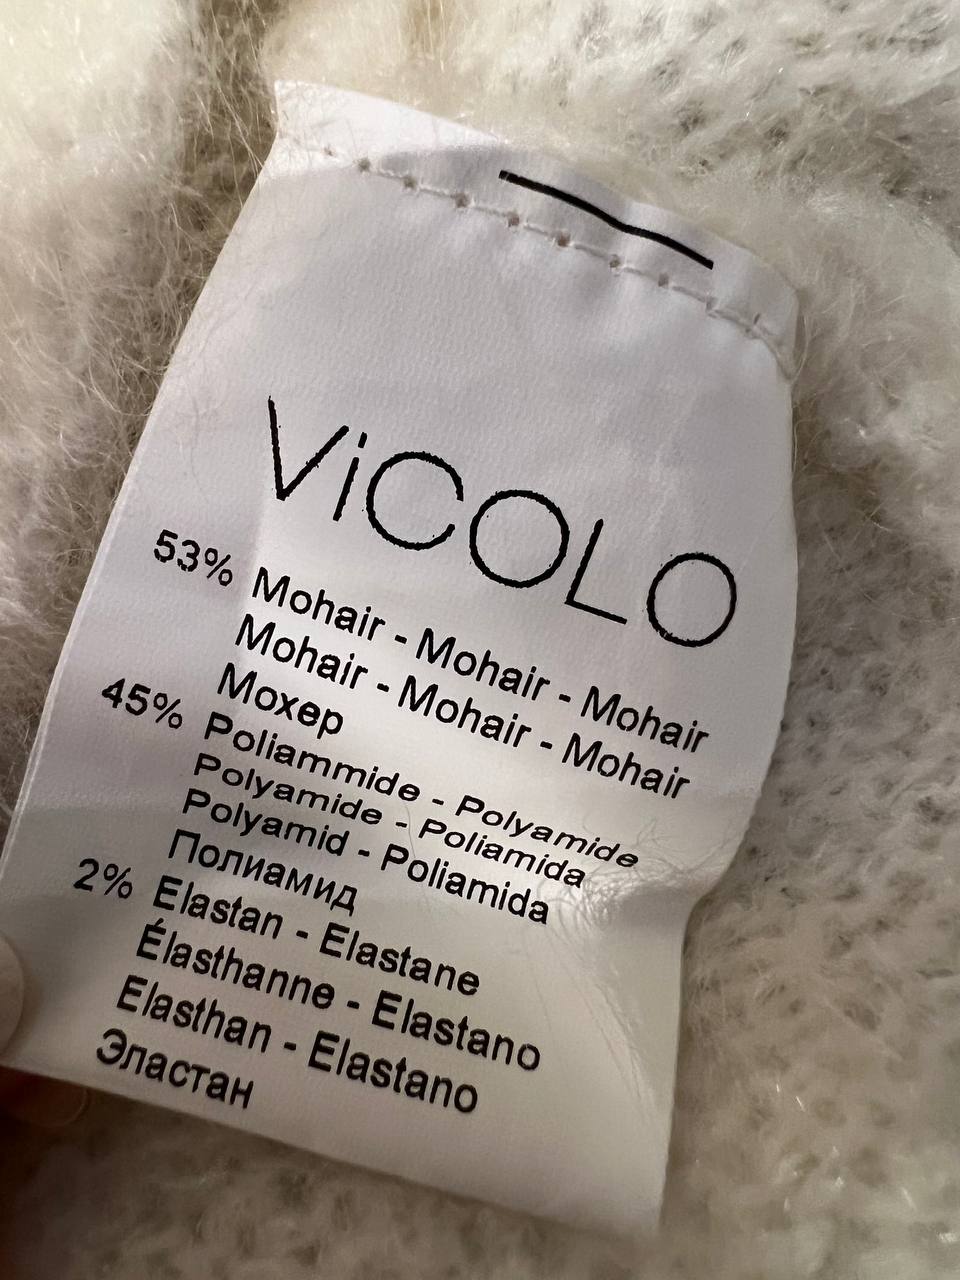 ViCOLO
53% Mohair - Mohair - Mohair
Mohair - Mohair - Mohair
Мохер
45% Poliammide - Polyamide
Polyamide - Poliamida
Polyamid - Poliamida
Полиамид
2% Elastan - Elastane
Élasthanne - Elastano
Elasthan - Elastano
Эластан